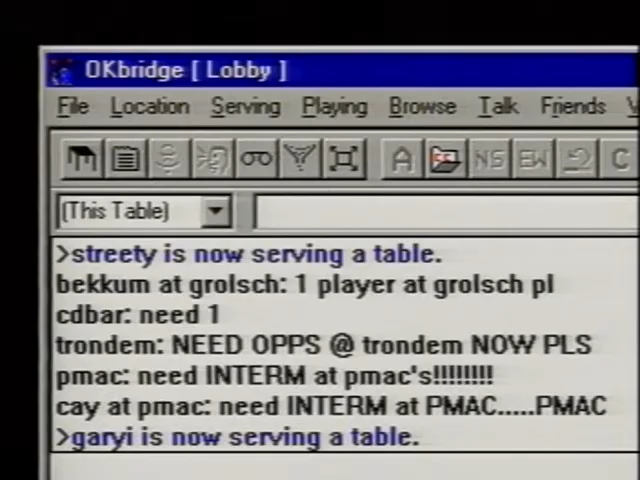 OKbridge [ Lobby ]
File Location Serving Playing Browse Talk Friends
A NS EW C
(This Table)
>streety is now serving a table.
bekkum at grolsch: 1 player at grolsch pl
cdbar: need 1
trondem: NEED OPPS @ trondem NOW PLS
pmac: need INTERM at pmac's!!!!!!!!
cay at pmac: need INTERM at PMAC.....PMAC
>garyi is now serving a table.